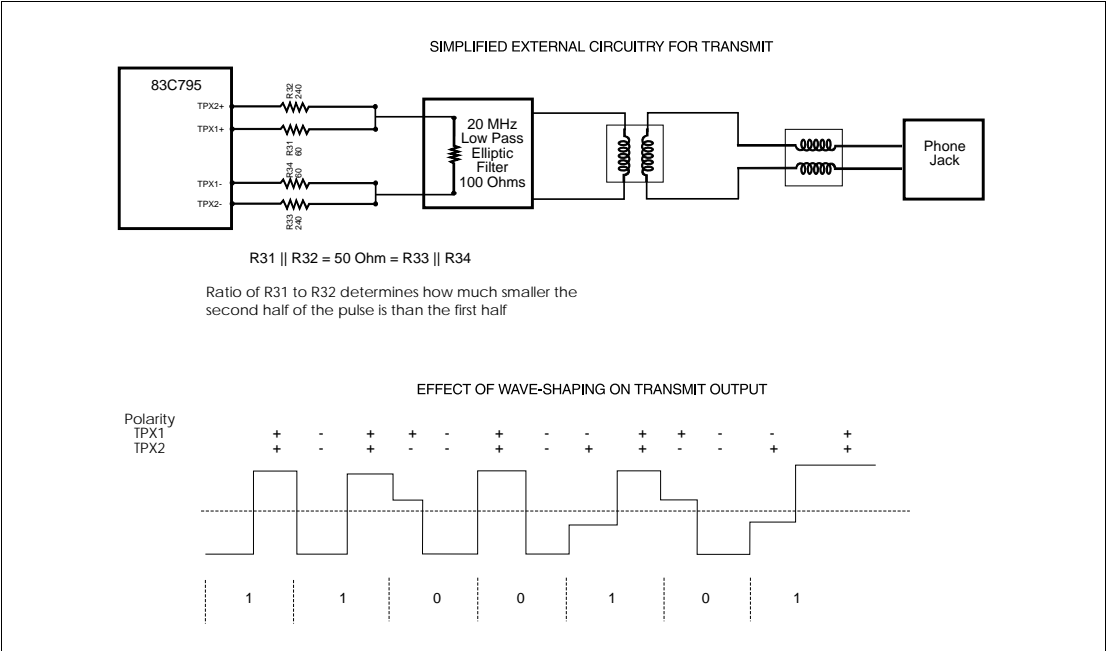 SIMPLIFIED EXTERNAL CIRCUITRY FOR TRANSMIT
83C795
TPX2+
TPX1+
TPX1-
TPX2-
R32
240
R31
60
R34
60
R33
240
20 MHz
Low Pass
Elliptic
Filter
100 Ohms
Phone
Jack
R31 || R32 = 50 Ohm = R33 || R34
Ratio of R31 to R32 determines how much smaller the
second half of the pulse is than the first half
EFFECT OF WAVE-SHAPING ON TRANSMIT OUTPUT
Polarity
TPX1 + - + + - + - - + + - - +
TPX2 + - + - - + - + + - - + +
1 1 0 0 1 0 1